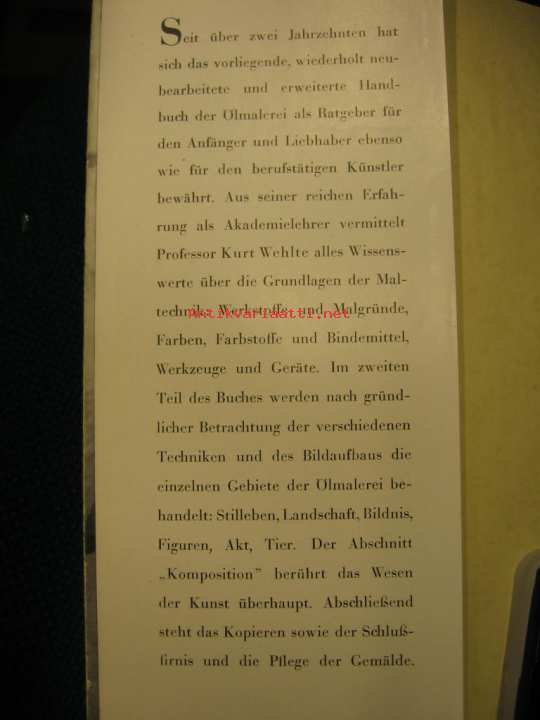 Seit über zwei Jahrzehnten hat
sich das vorliegende, wiederholt neu-
bearbeitete und erweiterte Hand-
buch der Ölmalerei als Ratgeber für
den Anfänger und Liebhaber ebenso
wie für den berufstätigen Künstler
bewährt. Aus seiner reichen Erfah-
rung als Akademielehrer vermittelt
Professor Kurt Wehlte alles Wissens-
werte über die Grundlagen der Mal-
technik: Werkstoffe und Malgründe,
Antikvariaatti.net
Farben, Farbstoffe und Bindemittel,
Werkzeuge und Geräte. Im zweiten
Teil des Buches werden nach gründ-
licher Betrachtung der verschiedenen
Techniken und des Bildaufbaus die
einzelnen Gebiete der Ölmalerei be-
handelt: Stilleben, Landschaft, Bildnis,
Figuren, Akt, Tier. Der Abschnitt
„Komposition" berührt das Wesen
der Kunst überhaupt. Abschließend
steht das Kopieren sowie der Schluß-
firnis und die Pflege der Gemälde.